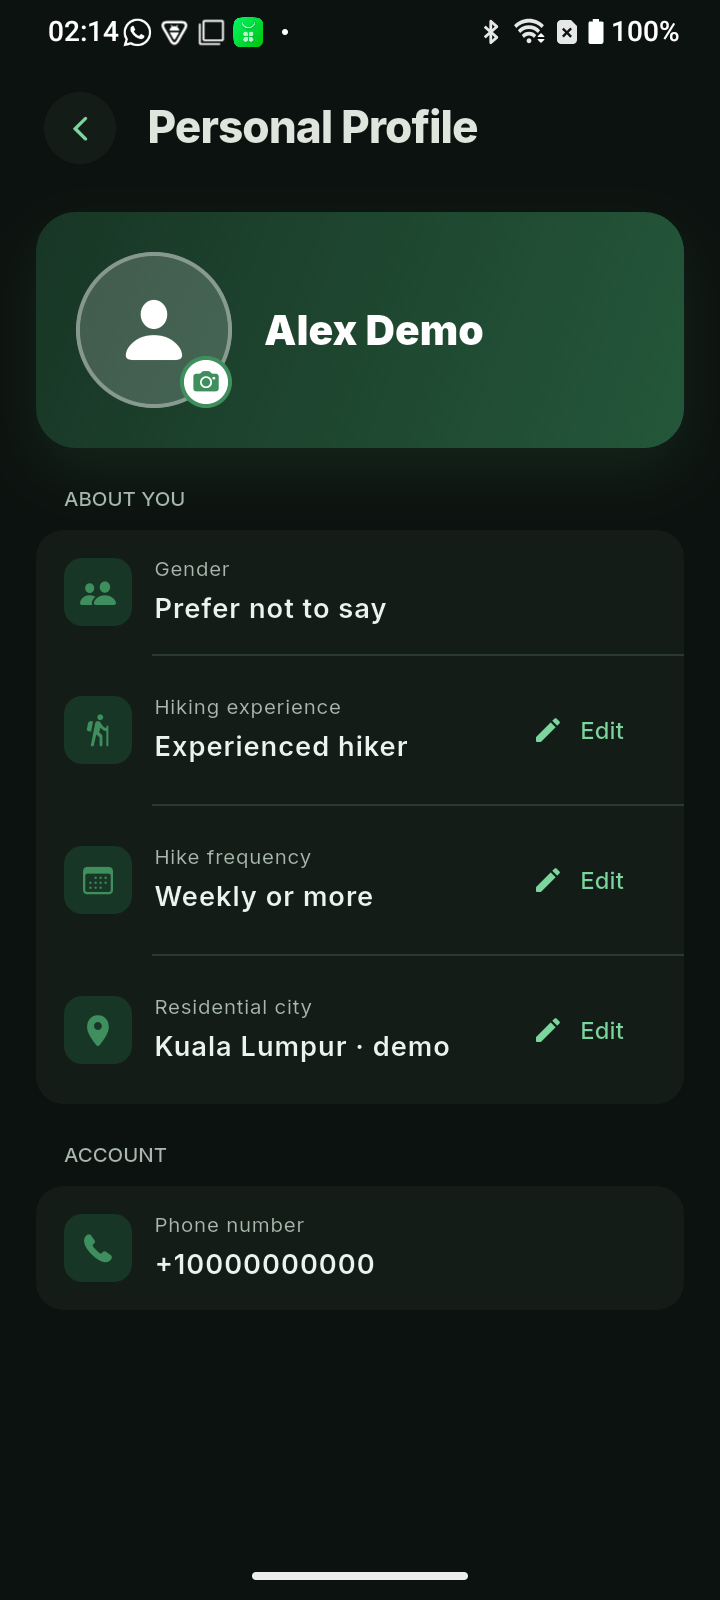 02:14
100%
Personal Profile
Alex Demo
ABOUT YOU
Gender
Prefer not to say
Hiking experience
Experienced hiker
Edit
Hike frequency
Weekly or more
Edit
Residential city
Kuala Lumpur · demo
Edit
ACCOUNT
Phone number
+10000000000